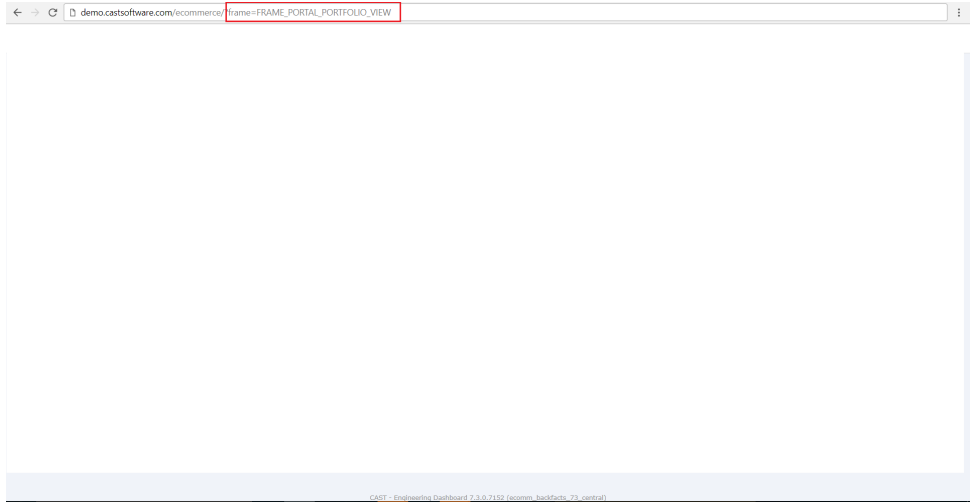 demo.castsoftware.com/ecommerce/?frame=FRAME_PORTAL_PORTFOLIO_VIEW
CAST - Engineering Dashboard 7.3.0.7152 (ecomm_backfacts_73_central)